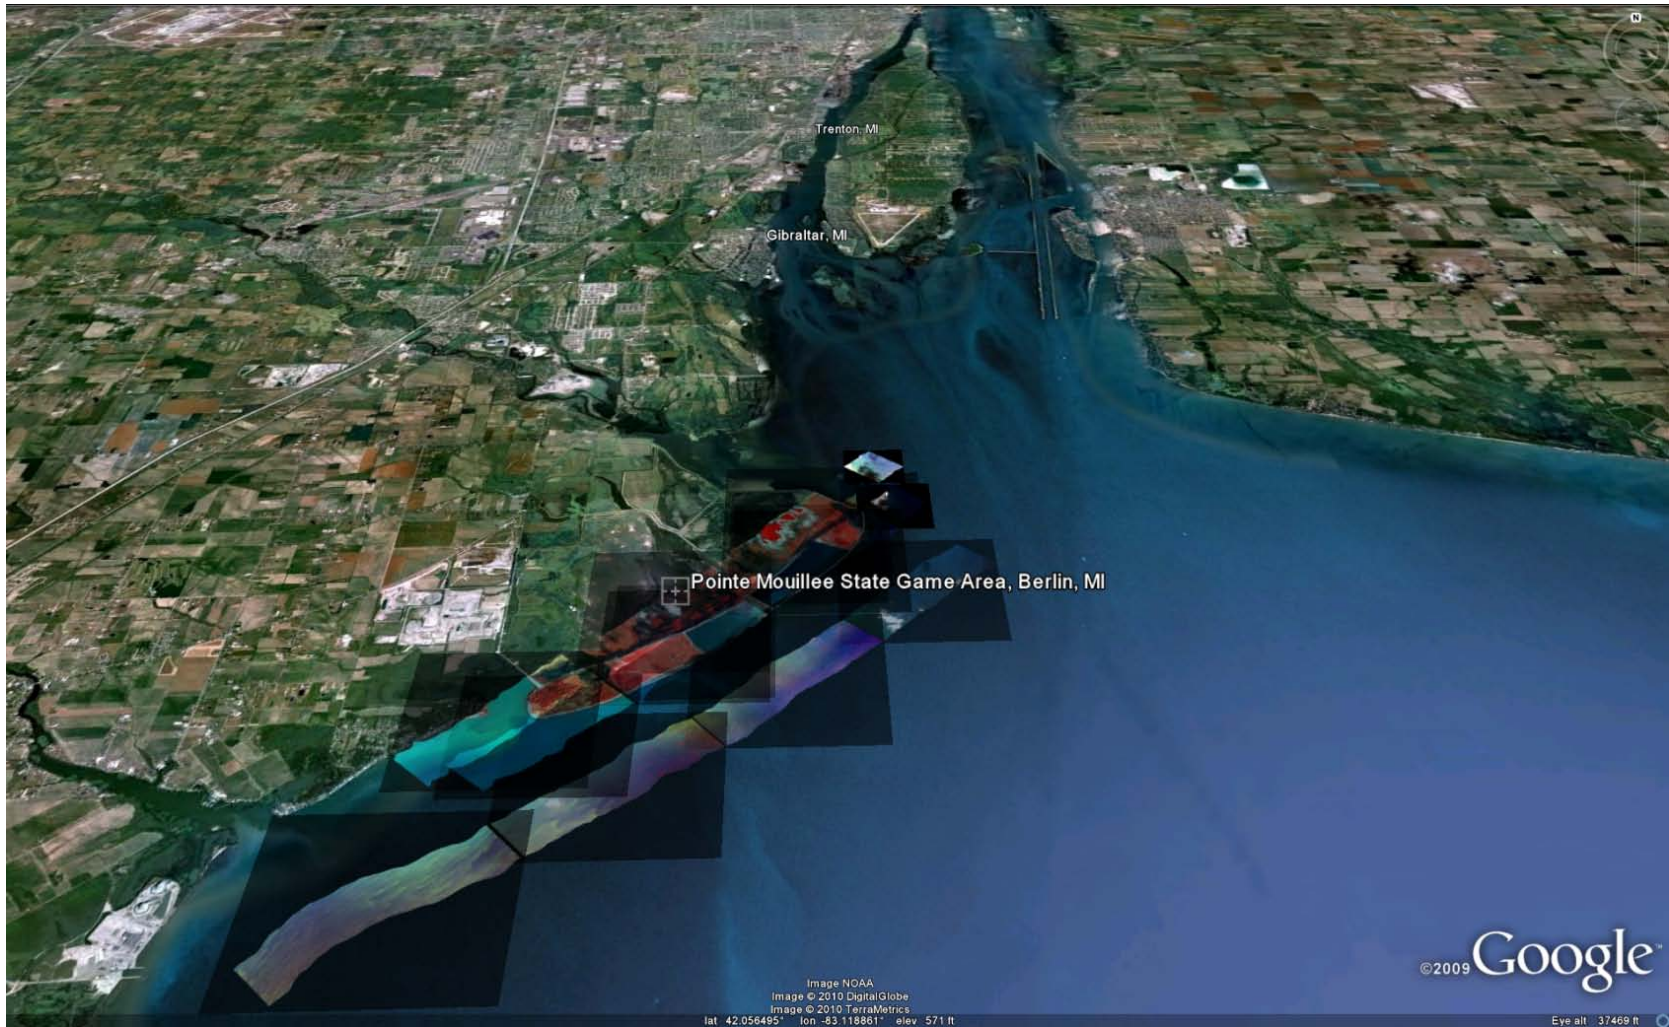 N
Trenton, MI
Gibraltar, MI
Pointe Mouillee State Game Area, Berlin, MI
©2009 Google™
Image NOAA
Image © 2010 DigitalGlobe
Image © 2010 TerraMetrics
lat 42.056495° lon -83.118861° elev 571 ft
Eye alt 37469 ft